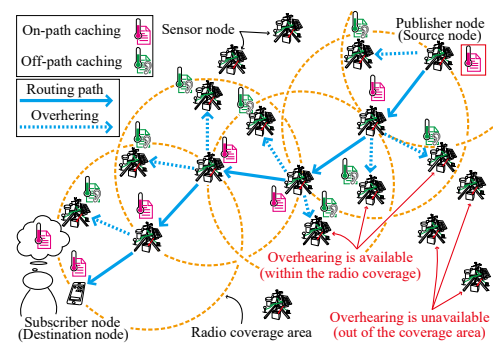 On-path caching
Off-path caching
Routing path
Overhering
Sensor node
Publisher node
(Source node)
Overhearing is available
(within the radio coverage)
Overhearing is unavailable
(out of the coverage area)
Subscriber node
(Destination node)
Radio coverage area